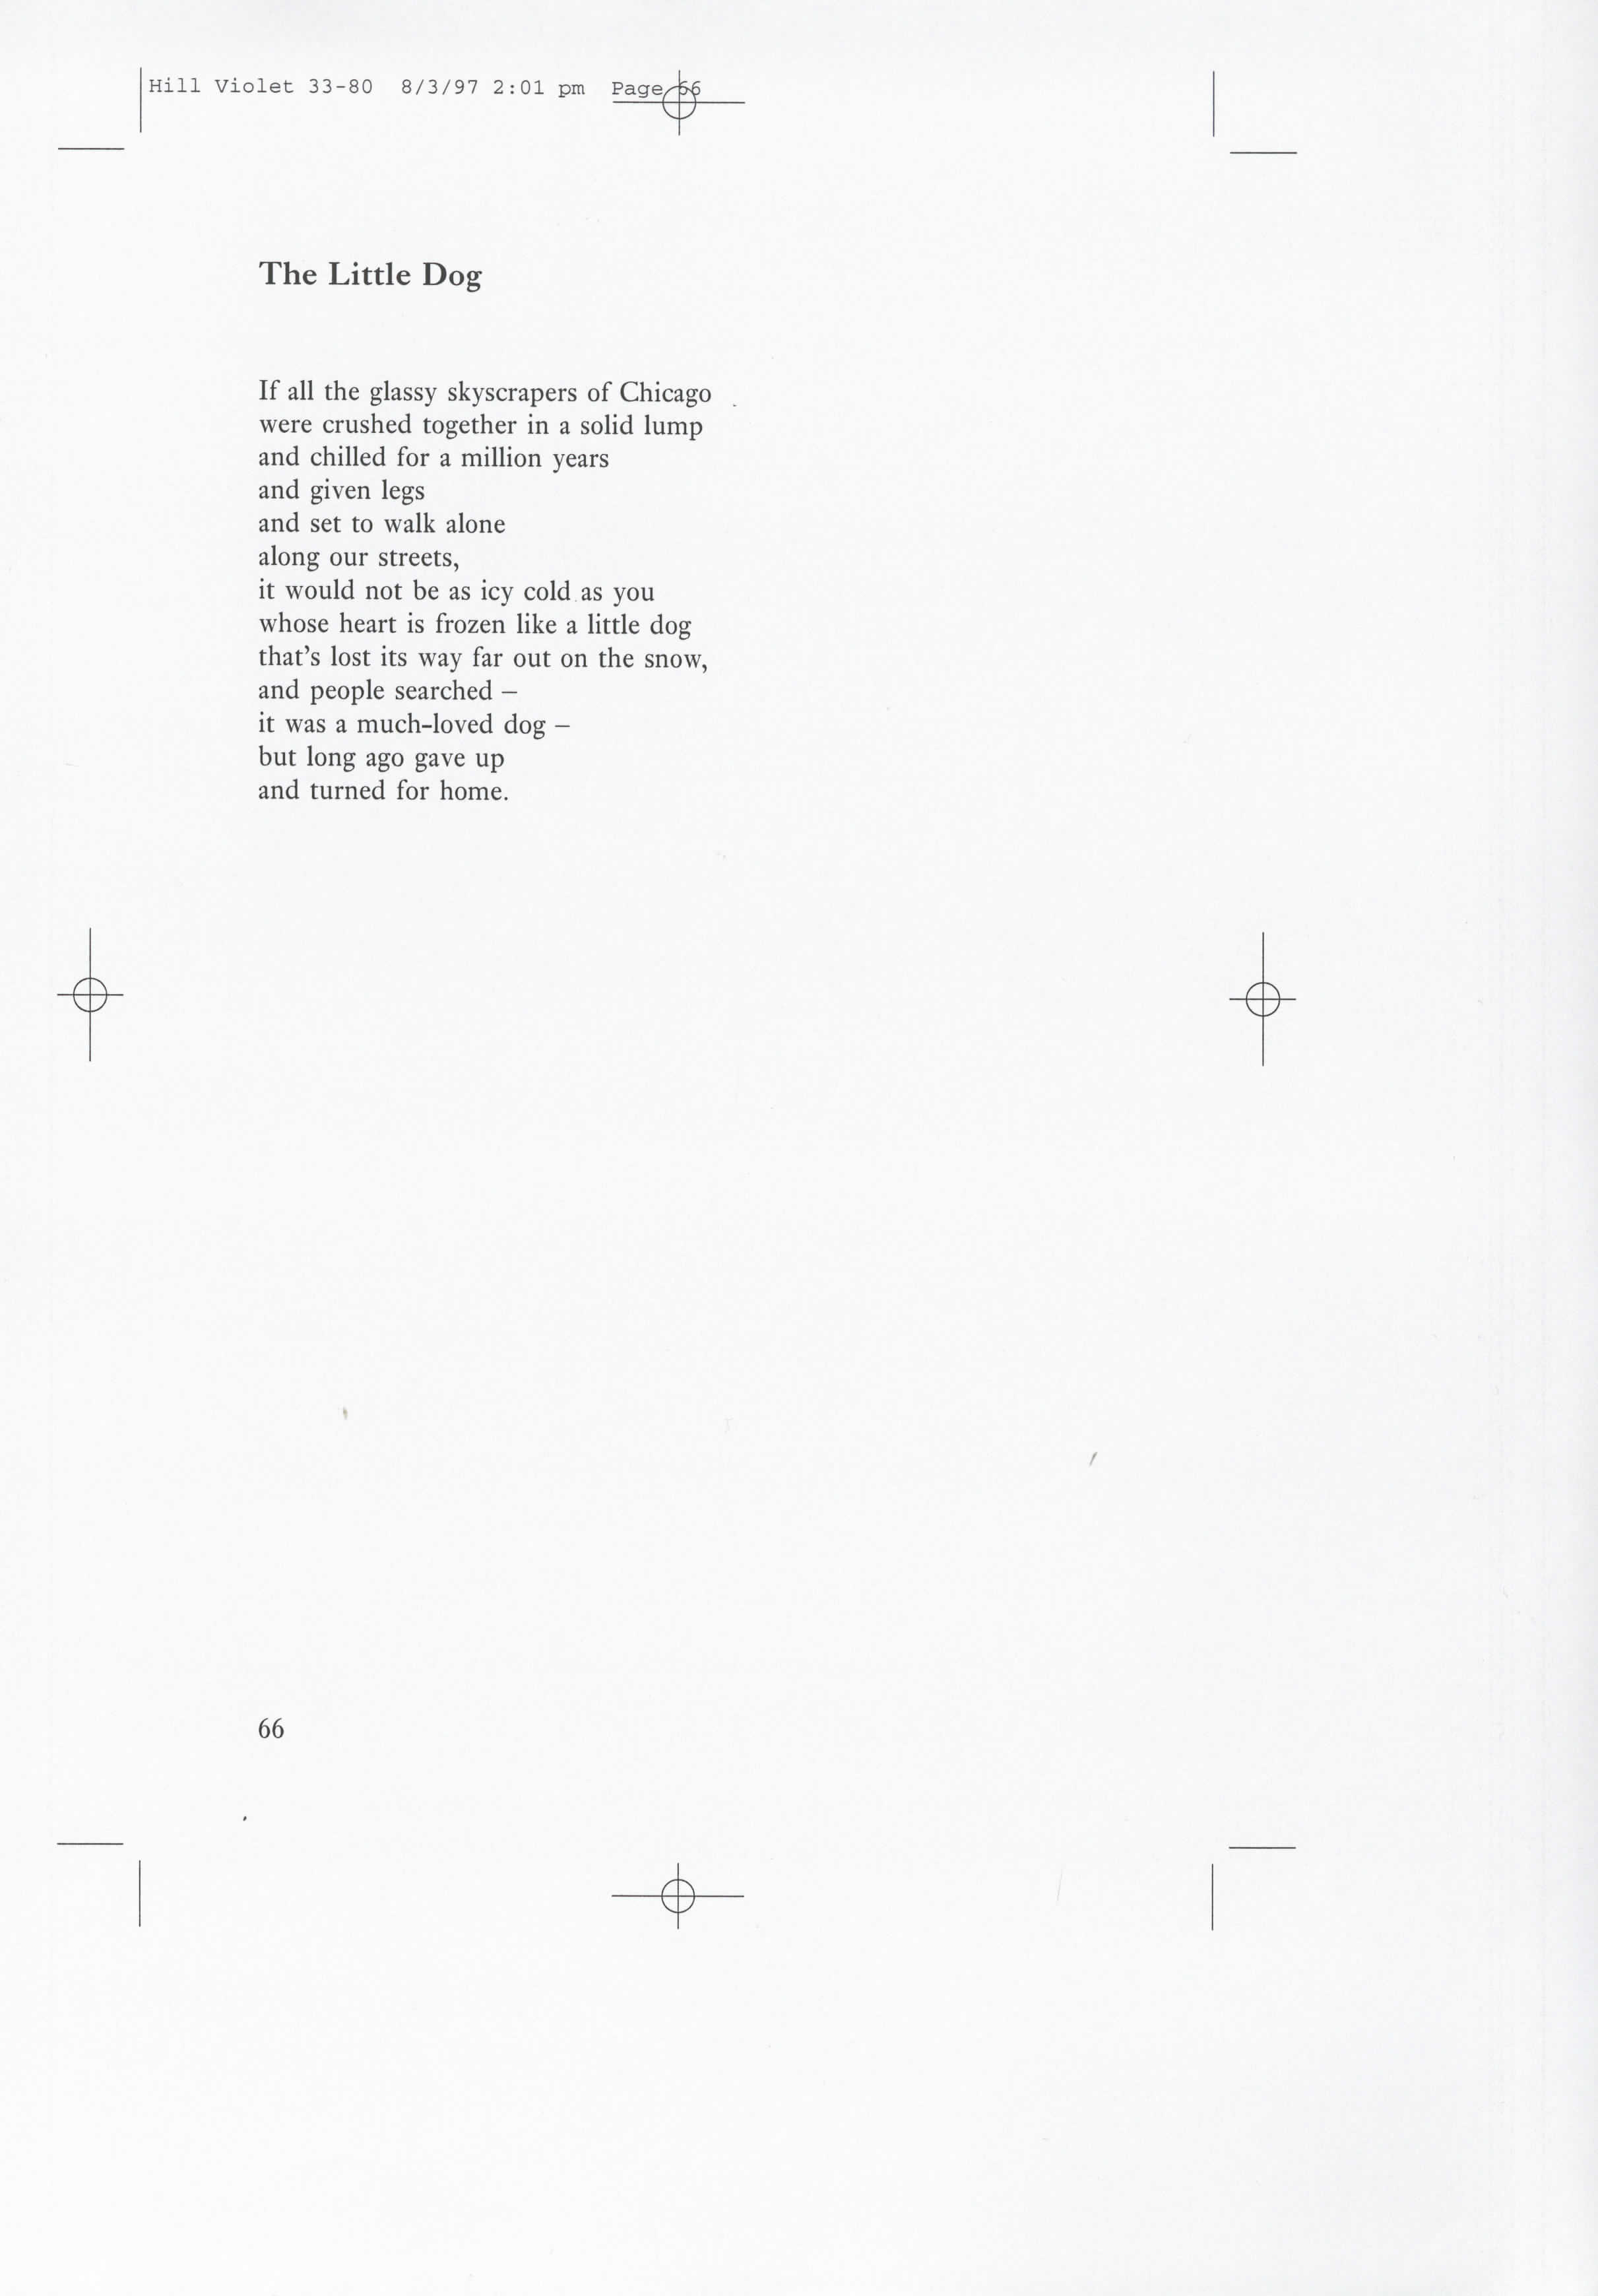 Hill Violet 33-80 8/3/97 2:01 pm Page 66
The Little Dog
If all the glassy skyscrapers of Chicago
were crushed together in a solid lump
and chilled for a million years
and given legs
and set to walk alone
along our streets,
it would not be as icy cold as you
whose heart is frozen like a little dog
that's lost its way far out on the snow,
and people searched –
it was a much-loved dog –
but long ago gave up
and turned for home.
66